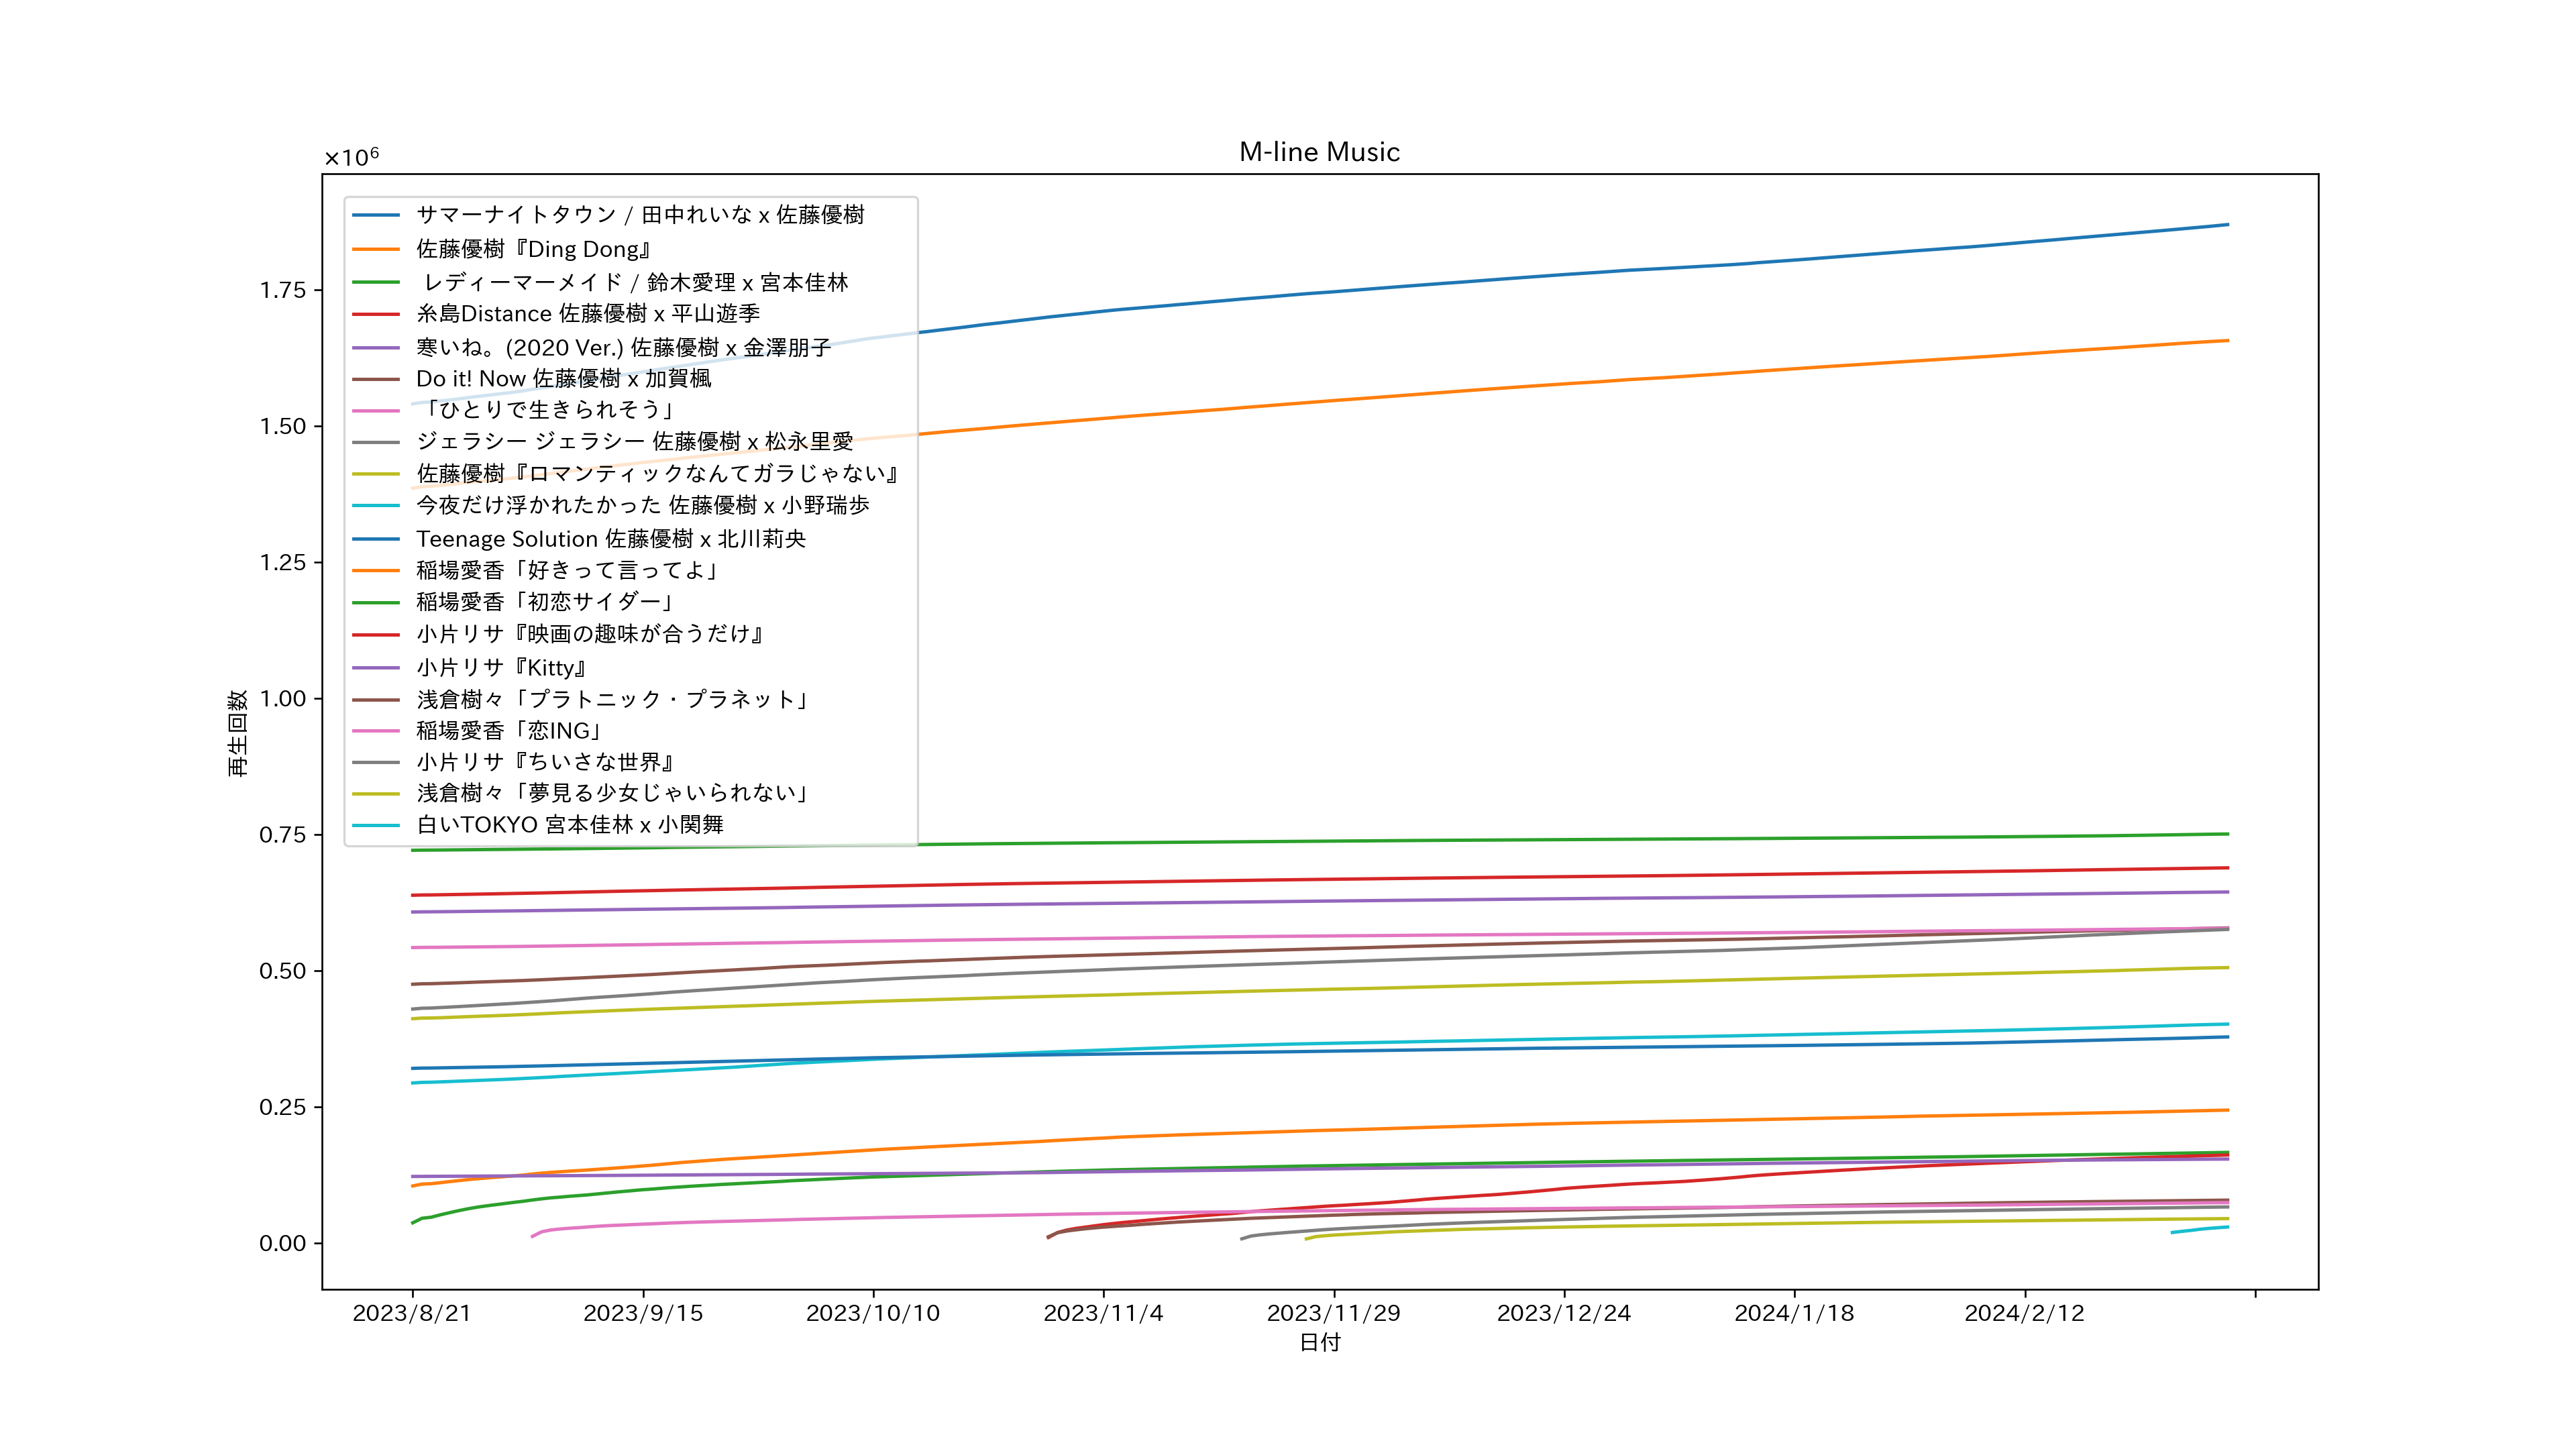 M-line Music
×10⁶
サマーナイトタウン / 田中れいな x 佐藤優樹
佐藤優樹『Ding Dong』
レディーマーメイド / 鈴木愛理 x 宮本佳林
糸島Distance 佐藤優樹 x 平山遊季
寒いね。(2020 Ver.) 佐藤優樹 x 金澤朋子
Do it! Now 佐藤優樹 x 加賀楓
「ひとりで生きられそう」
ジェラシー ジェラシー 佐藤優樹 x 松永里愛
佐藤優樹『ロマンティックなんてガラじゃない』
今夜だけ浮かれたかった 佐藤優樹 x 小野瑞歩
Teenage Solution 佐藤優樹 x 北川莉央
稲場愛香「好きって言ってよ」
稲場愛香「初恋サイダー」
小片リサ『映画の趣味が合うだけ』
小片リサ『Kitty』
浅倉樹々「プラトニック・プラネット」
稲場愛香「恋ING」
小片リサ『ちいさな世界』
浅倉樹々「夢見る少女じゃいられない」
白いTOKYO 宮本佳林 x 小関舞
1.75
1.50
1.25
1.00
0.75
0.50
0.25
0.00
再生回数
2023/8/21
2023/9/15
2023/10/10
2023/11/4
2023/11/29
2023/12/24
2024/1/18
2024/2/12
日付